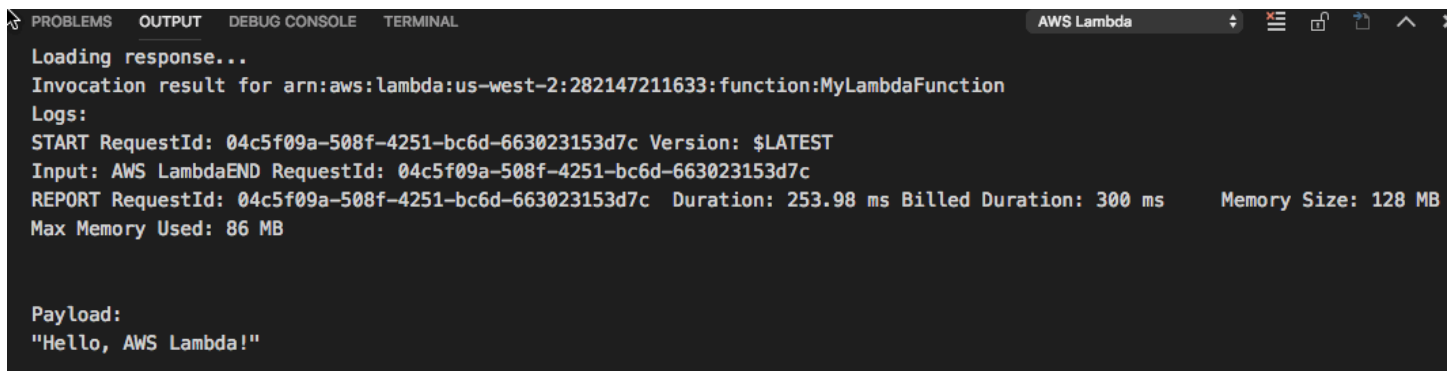 PROBLEMS OUTPUT DEBUG CONSOLE TERMINAL AWS Lambda
Loading response...
Invocation result for arn:aws:lambda:us-west-2:282147211633:function:MyLambdaFunction
Logs:
START RequestId: 04c5f09a-508f-4251-bc6d-663023153d7c Version: $LATEST
Input: AWS LambdaEND RequestId: 04c5f09a-508f-4251-bc6d-663023153d7c
REPORT RequestId: 04c5f09a-508f-4251-bc6d-663023153d7c Duration: 253.98 ms Billed Duration: 300 ms Memory Size: 128 MB
Max Memory Used: 86 MB
Payload:
"Hello, AWS Lambda!"